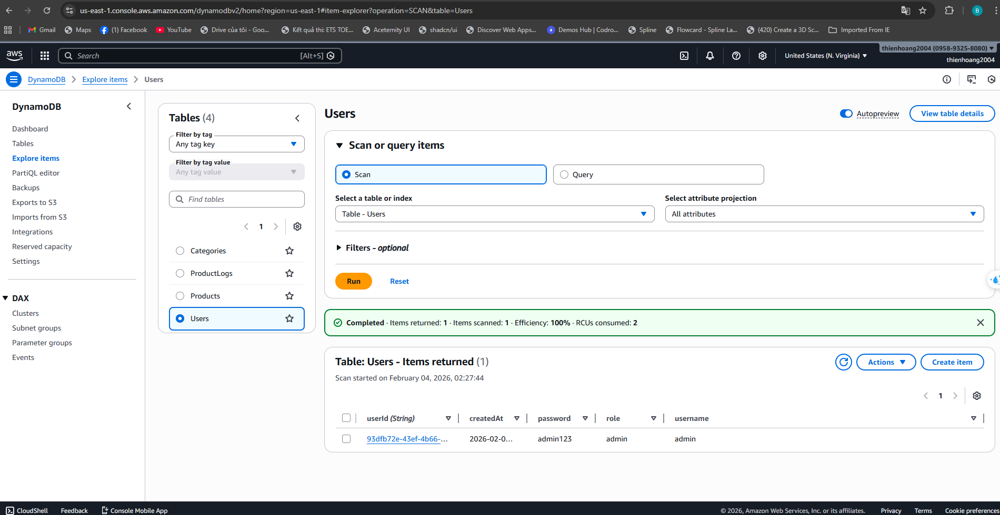 us-east-1.console.aws.amazon.com/dynamodbv2/home?region=us-east-1#item-explorer?operation=SCAN&table=Users
B
Gmail
Maps
(1) Facebook
YouTube
Drive của tôi - Goo...
Kết quả thi: ETS TOE...
Aceternity UI
shadcn/ui
Discover Web Apps...
Demos Hub | Codro...
Spline
Flowcard - Spline La...
(420) Create a 3D Sc...
Imported From IE
aws
Search
[Alt+S]
United States (N. Virginia)
thienhoang2004 (0958-9325-8080)
thienhoang2004
DynamoDB
Explore items
Users
DynamoDB
Dashboard
Tables
Explore items
PartiQL editor
Backups
Exports to S3
Imports from S3
Integrations
Reserved capacity
Settings
DAX
Clusters
Subnet groups
Parameter groups
Events
Tables (4)
Filter by tag
Any tag key
Filter by tag value
Any tag value
Find tables
1
Categories
ProductLogs
Products
Users
Users
Autopreview
View table details
Scan or query items
Scan
Query
Select a table or index
Table - Users
Select attribute projection
All attributes
Filters - optional
Run
Reset
Completed · Items returned: 1 · Items scanned: 1 · Efficiency: 100% · RCUs consumed: 2
Table: Users - Items returned (1)
Actions
Create item
Scan started on February 04, 2026, 02:27:44
1
userId (String)
createdAt
password
role
username
93dfb72e-43ef-4b66-...
2026-02-0...
admin123
admin
admin
CloudShell
Feedback
Console Mobile App
© 2026, Amazon Web Services, Inc. or its affiliates.
Privacy
Terms
Cookie preferences